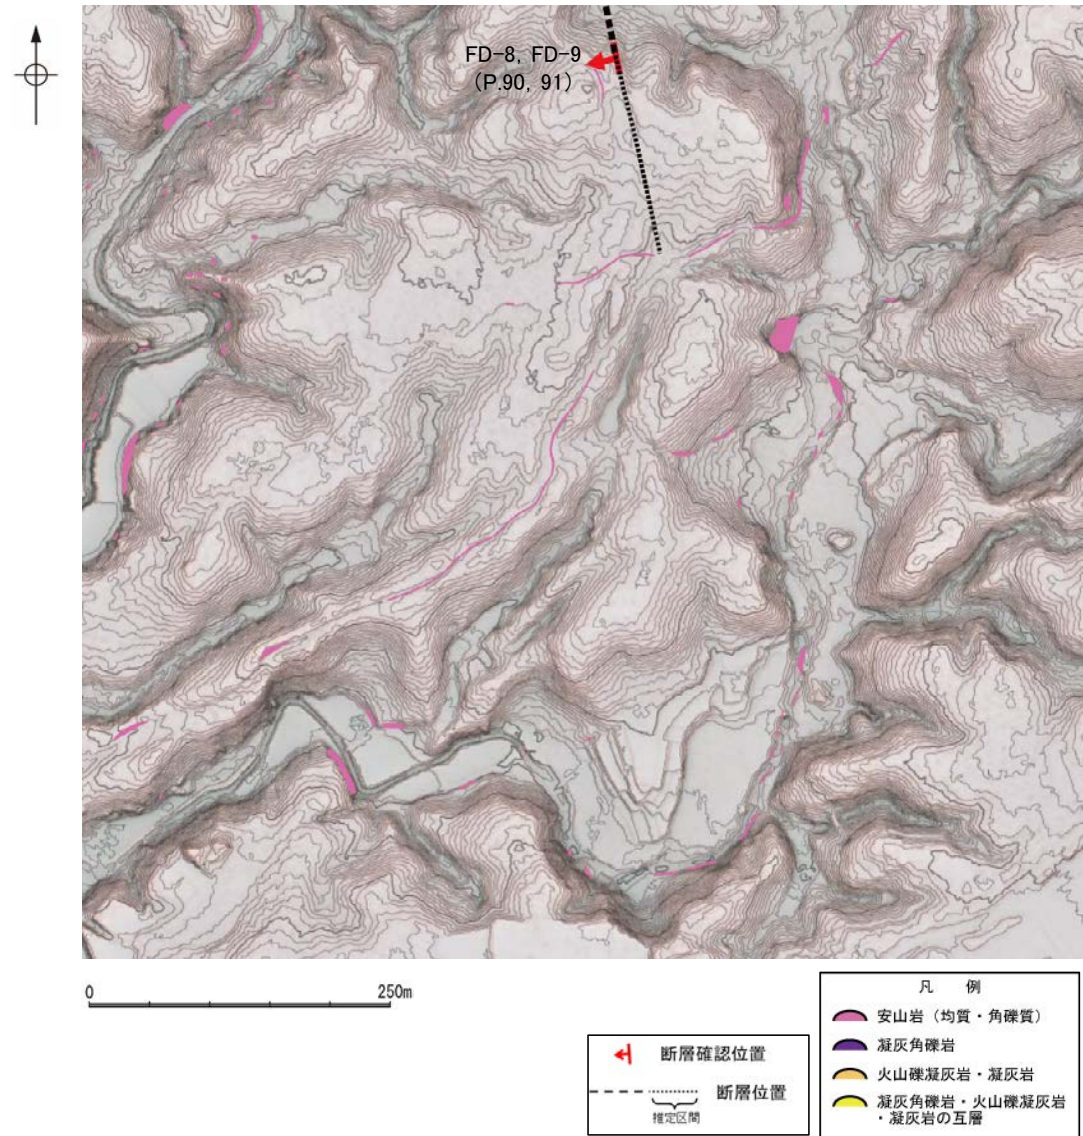 FD-8, FD-9
(P.90, 91)
0 250m
断層確認位置
断層位置
推定区間
凡 例
安山岩（均質・角礫質）
凝灰角礫岩
火山礫凝灰岩・凝灰岩
凝灰角礫岩・火山礫凝灰岩
・凝灰岩の互層